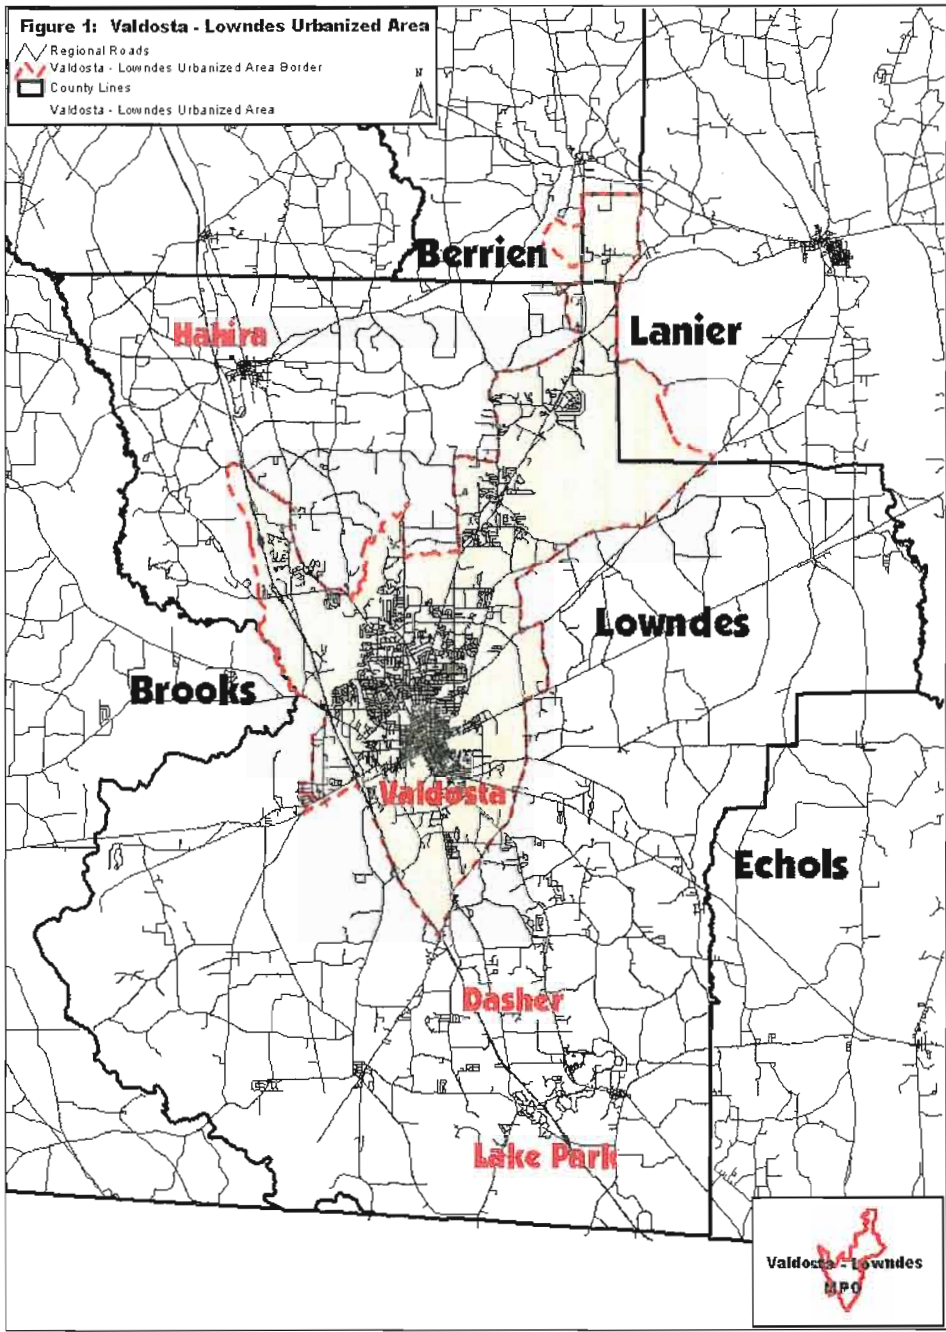 Figure 1: Valdosta - Lowndes Urbanized Area
Regional Roads
Valdosta - Lowndes Urbanized Area Border
County Lines
Valdosta - Lowndes Urbanized Area
N
Berrien
Hahira
Lanier
Lowndes
Brooks
Valdosta
Echols
Dasher
Lake Park
Valdosta - Lowndes
MPO